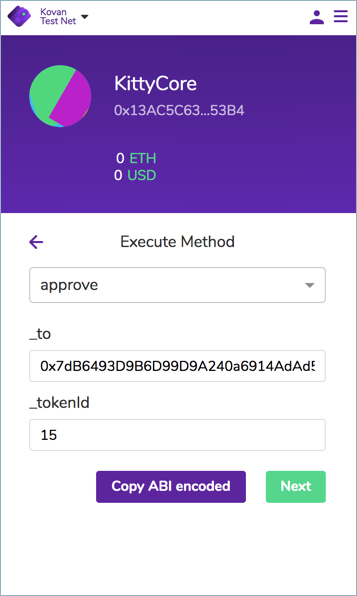 Kovan
Test Net
KittyCore
0x13AC5C63...53B4
0 ETH
0 USD
Execute Method
approve
_to
0x7dB6493D9B6D99D9A240a6914AdAd5
_tokenId
15
Copy ABI encoded
Next